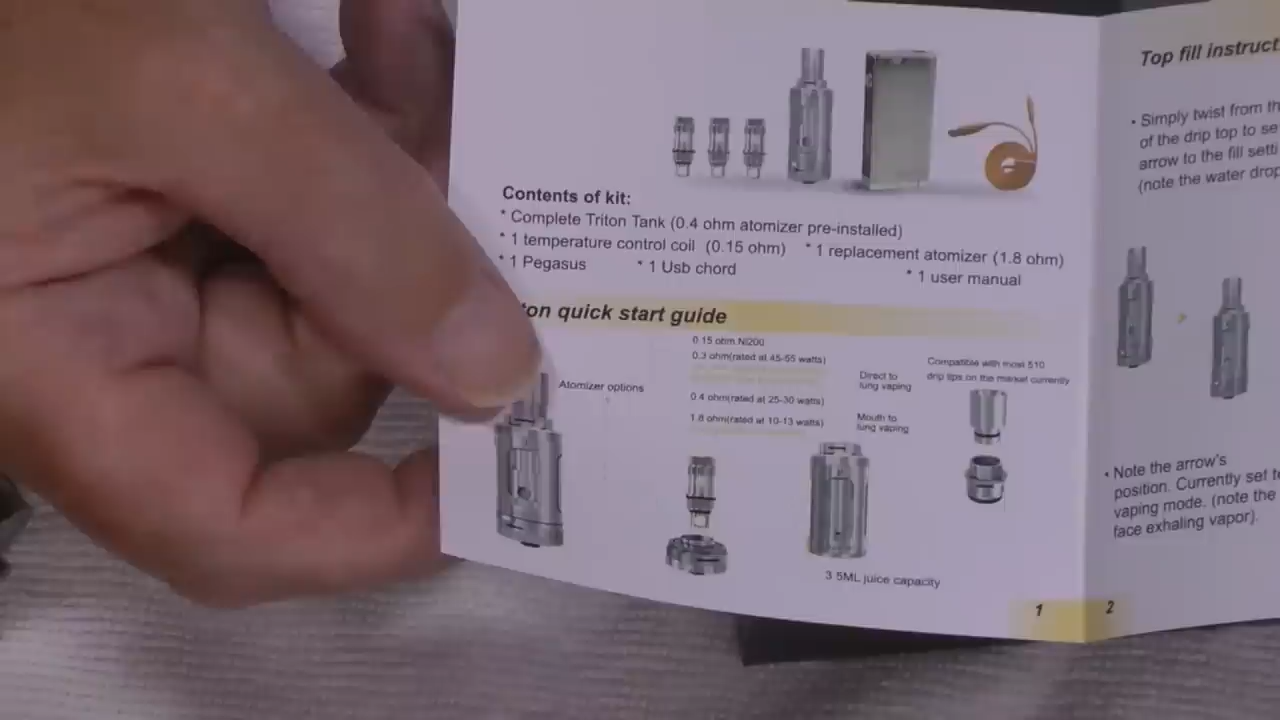 Contents of kit:
* Complete Triton Tank (0.4 ohm atomizer pre-installed)
* 1 temperature control coil (0.15 ohm) * 1 replacement atomizer (1.8 ohm)
* 1 Pegasus * 1 Usb chord * 1 user manual
ton quick start guide
Atomizer options
0.15 ohm Ni200
0.3 ohm(rated at 45-55 watts)
0.4 ohm(rated at 25-30 watts)
1.8 ohm(rated at 10-13 watts)
Direct to
lung vaping
Mouth to
lung vaping
Compatible with most 510
drip tips on the market currently
3.5ML juice capacity
1
Top fill instruct
• Simply twist from th
of the drip top to se
arrow to the fill setti
(note the water drop
• Note the arrow's
position. Currently set t
vaping mode. (note the
face exhaling vapor).
2